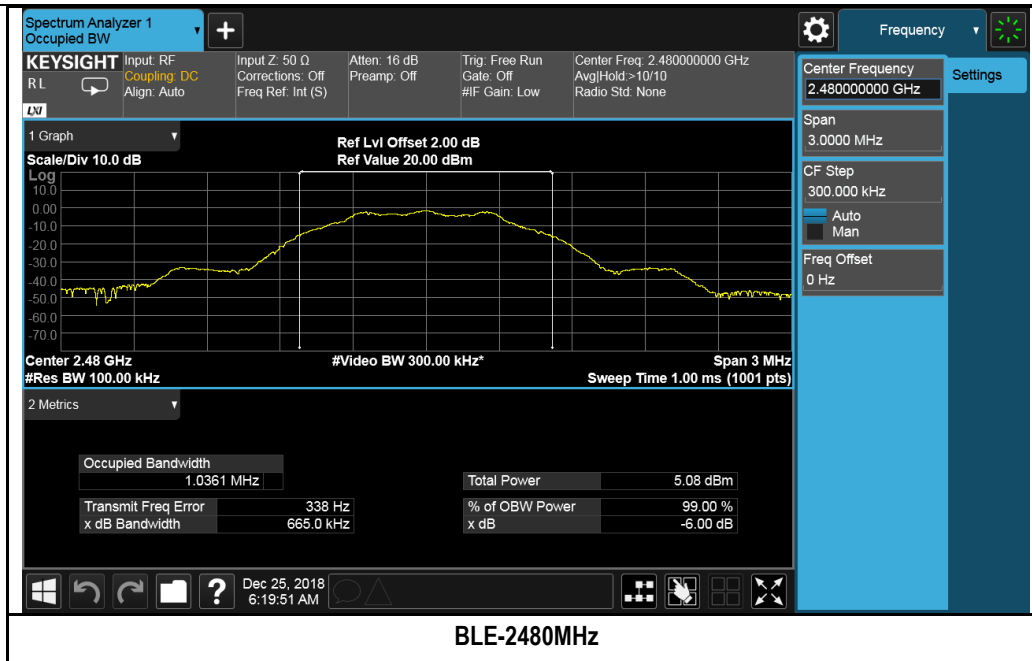 Spectrum Analyzer 1
Occupied BW
Frequency
KEYSIGHT
RL
LXI
Input: RF
Coupling: DC
Align: Auto
Input Z: 50 Ω
Corrections: Off
Freq Ref: Int (S)
Atten: 16 dB
Preamp: Off
Trig: Free Run
Gate: Off
#IF Gain: Low
Center Freq: 2.480000000 GHz
Avg|Hold:>10/10
Radio Std: None
Center Frequency
2.480000000 GHz
Settings
Span
3.0000 MHz
CF Step
300.000 kHz
Auto
Man
Freq Offset
0 Hz
1 Graph
Scale/Div 10.0 dB
Ref Lvl Offset 2.00 dB
Ref Value 20.00 dBm
Log
10.0
0.00
-10.0
-20.0
-30.0
-40.0
-50.0
-60.0
-70.0
Center 2.48 GHz
#Video BW 300.00 kHz*
Span 3 MHz
#Res BW 100.00 kHz
Sweep Time 1.00 ms (1001 pts)
2 Metrics
Occupied Bandwidth
1.0361 MHz
Total Power 5.08 dBm
Transmit Freq Error 338 Hz
% of OBW Power 99.00 %
x dB Bandwidth 665.0 kHz
x dB -6.00 dB
?
Dec 25, 2018
6:19:51 AM
BLE-2480MHz